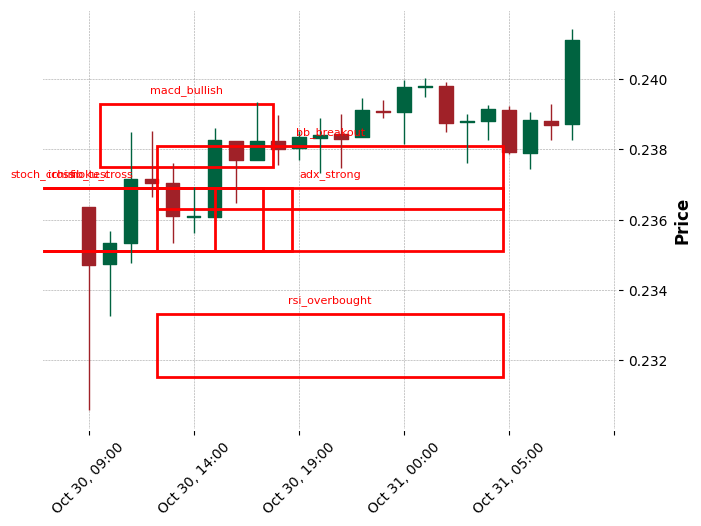 macd_bullish
0.240
bb_breakout
0.238
adx_strong
0.236
Price
0.234
rsi_overbought
0.232
Oct 30, 09:00
Oct 30, 14:00
Oct 30, 19:00
Oct 31, 00:00
Oct 31, 05:00